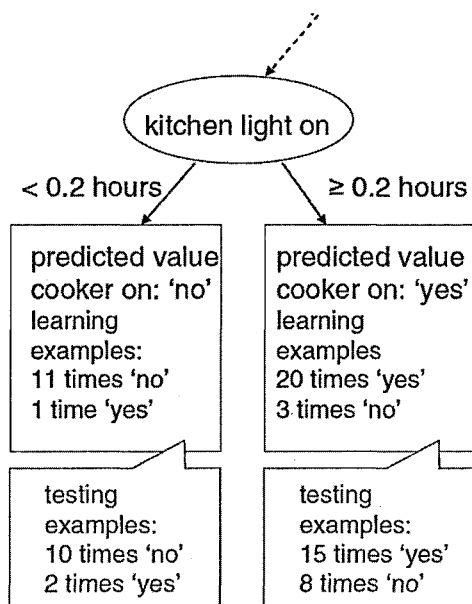 kitchen light on
< 0.2 hours
≥ 0.2 hours
predicted value
cooker on: ‘no’
learning
examples:
11 times ‘no’
1 time ‘yes’
predicted value
cooker on: ‘yes’
learning
examples
20 times ‘yes’
3 times ‘no’
testing
examples:
10 times ‘no’
2 times ‘yes’
testing
examples:
15 times ‘yes’
8 times ‘no’